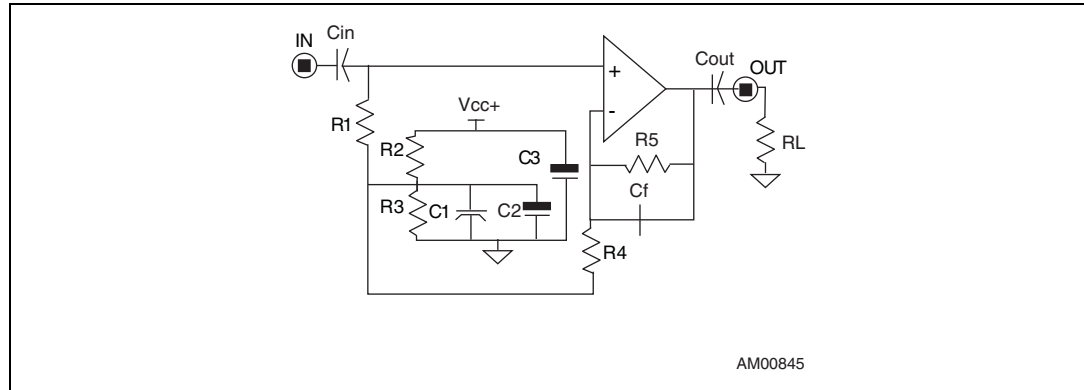 IN
Cin
Cout
OUT
+
-
R1
Vcc+
R2
C3
R5
RL
Cf
R3
C1
C2
R4
AM00845